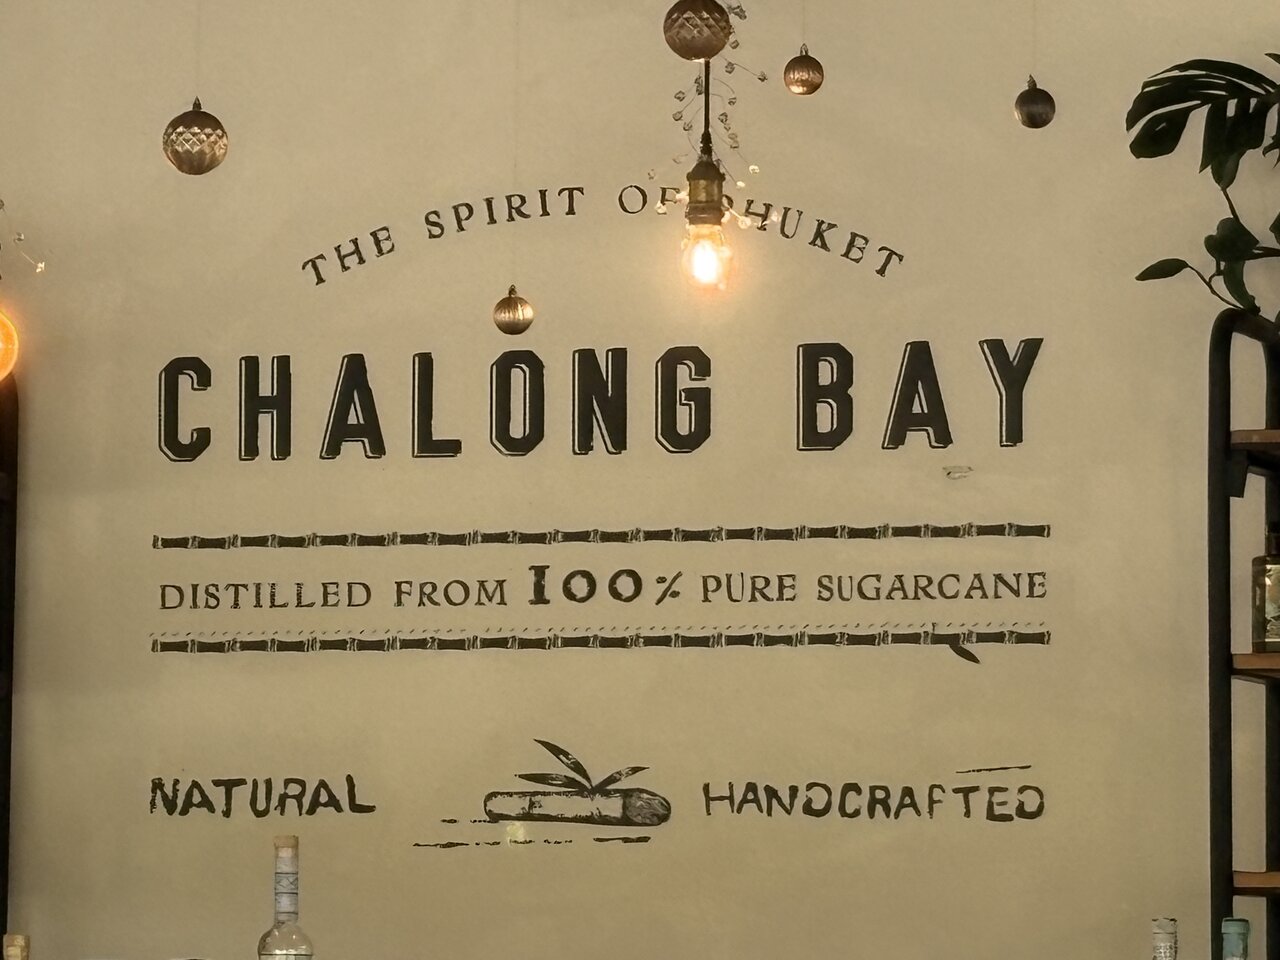 THE SPIRIT OF PHUKET
CHALONG BAY
DISTILLED FROM 100% PURE SUGARCANE
NATURAL HANDCRAFTED